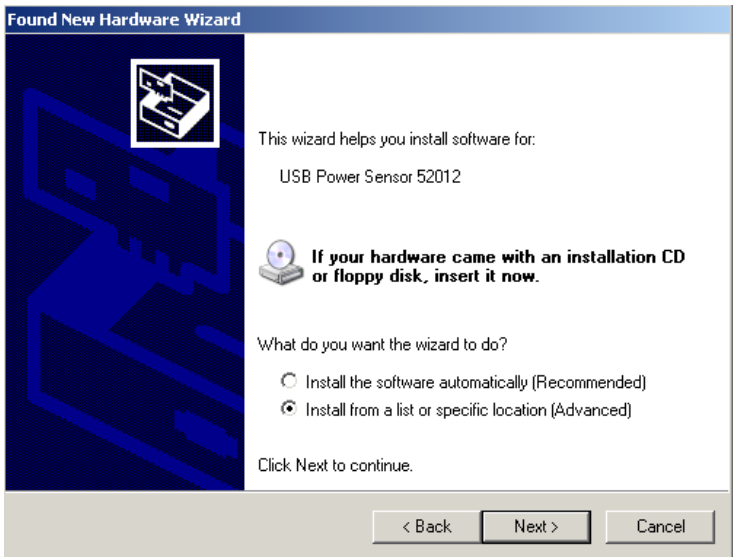 Found New Hardware Wizard
This wizard helps you install software for:
USB Power Sensor 52012
If your hardware came with an installation CD
or floppy disk, insert it now.
What do you want the wizard to do?
Install the software automatically (Recommended)
Install from a list or specific location (Advanced)
Click Next to continue.
< Back Next > Cancel